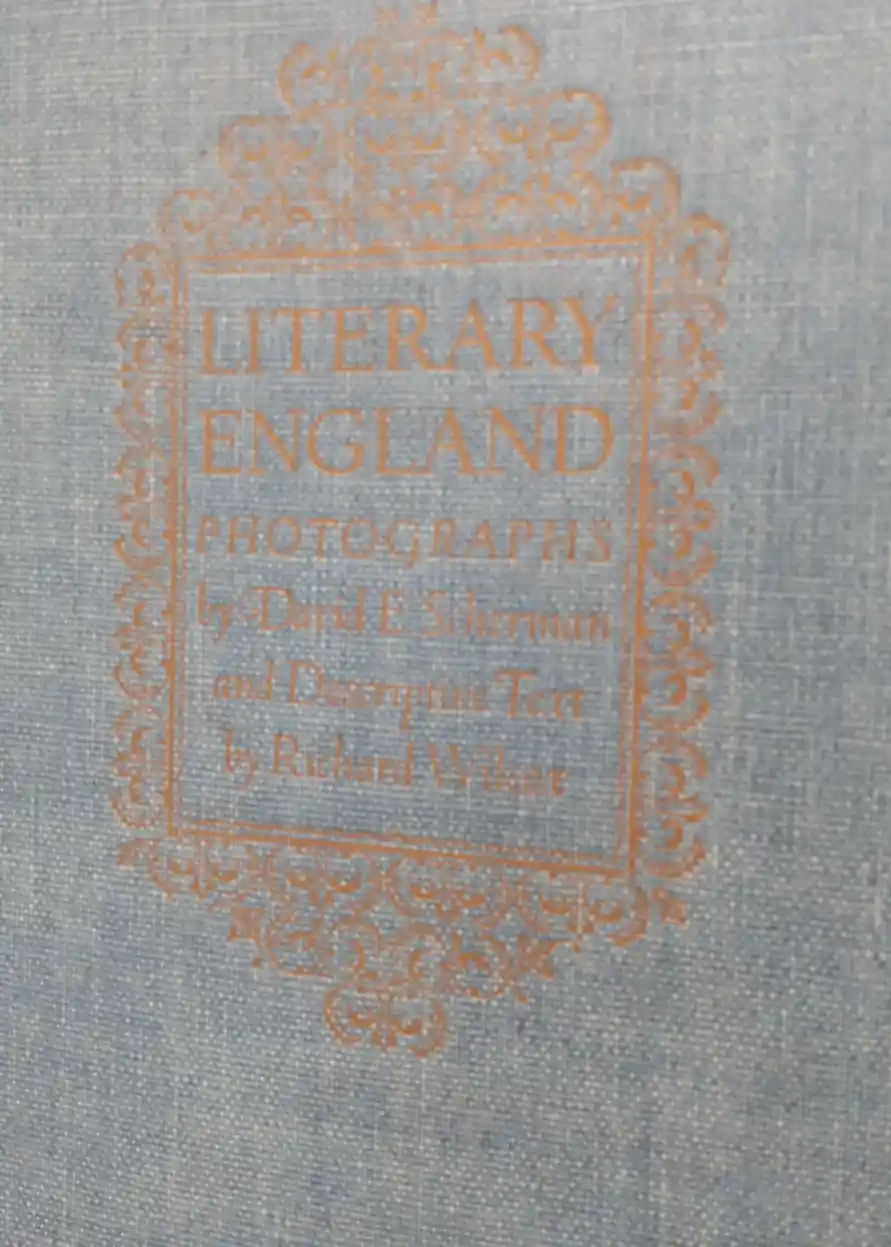 LITERARY
ENGLAND
PHOTOGRAPHS
by David E. Scherman
and Descriptive Text
by Richard Wilcox